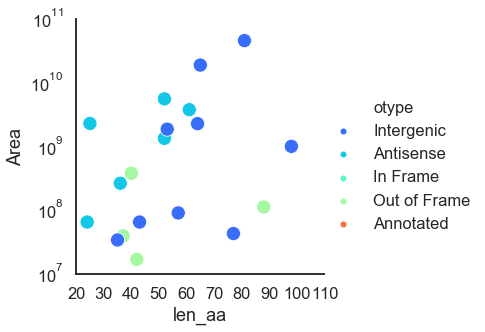 10^11
10^10
10^9
10^8
10^7
Area
20 30 40 50 60 70 80 90 100 110
len_aa
otype
Intergenic
Antisense
In Frame
Out of Frame
Annotated